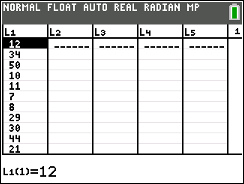 NORMAL FLOAT AUTO REAL RADIAN MP
L1 L2 L3 L4 L5 1
12 ------ ------ ------ ------
34
50
10
11
7
8
29
30
44
21
L1(1)=12